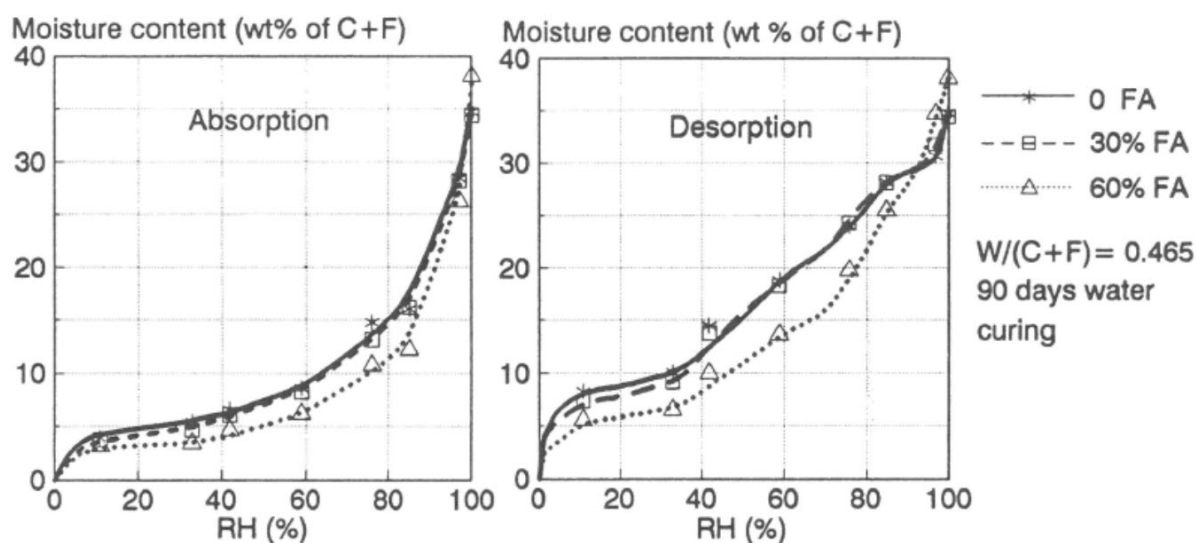 Moisture content (wt% of C+F)
40
30
20
10
0
Absorption
0 20 40 60 80 100
RH (%)
Moisture content (wt % of C+F)
40
30
20
10
0
Desorption
0 20 40 60 80 100
RH (%)
0 FA
30% FA
60% FA
W/(C+F)= 0.465
90 days water
curing